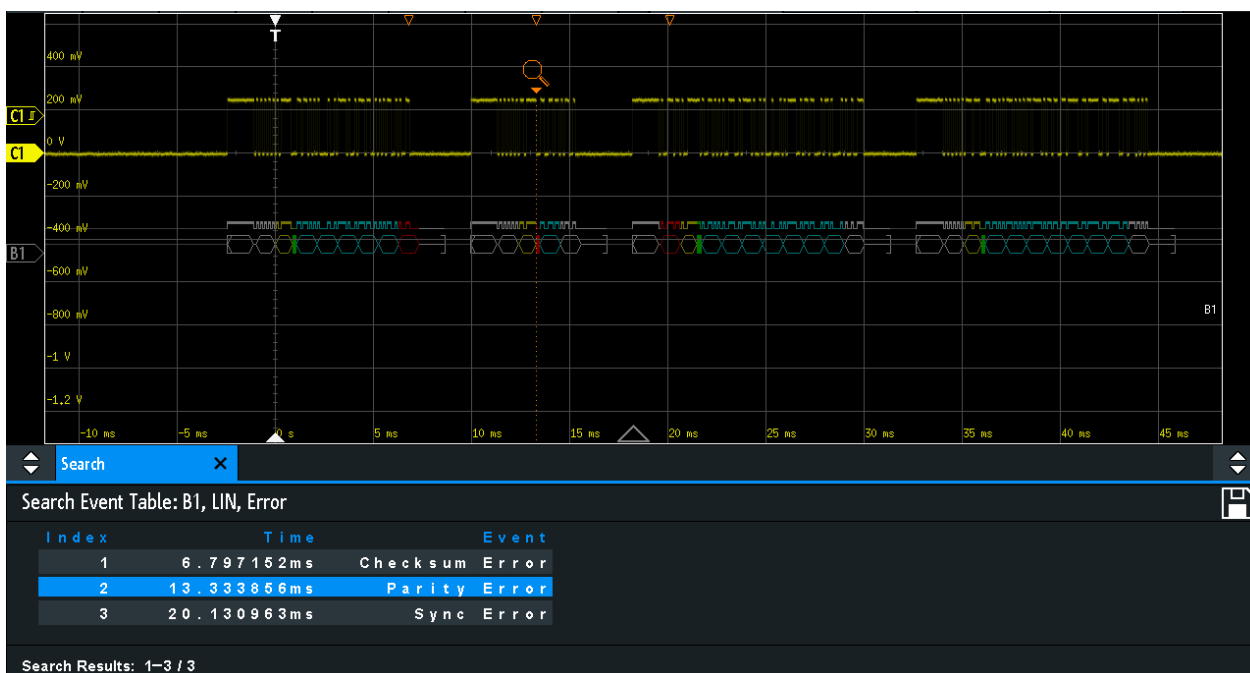 T
400 mV
200 mV
C1
0 V
C1
-200 mV
-400 mV
B1
-600 mV
-800 mV
B1
-1 V
-1,2 V
-10 ms -5 ms 0 s 5 ms 10 ms 15 ms 20 ms 25 ms 30 ms 35 ms 40 ms 45 ms
Search
Search Event Table: B1, LIN, Error
Index Time Event
1 6.797152ms Checksum Error
2 13.333856ms Parity Error
3 20.130963ms Sync Error
Search Results: 1-3 / 3